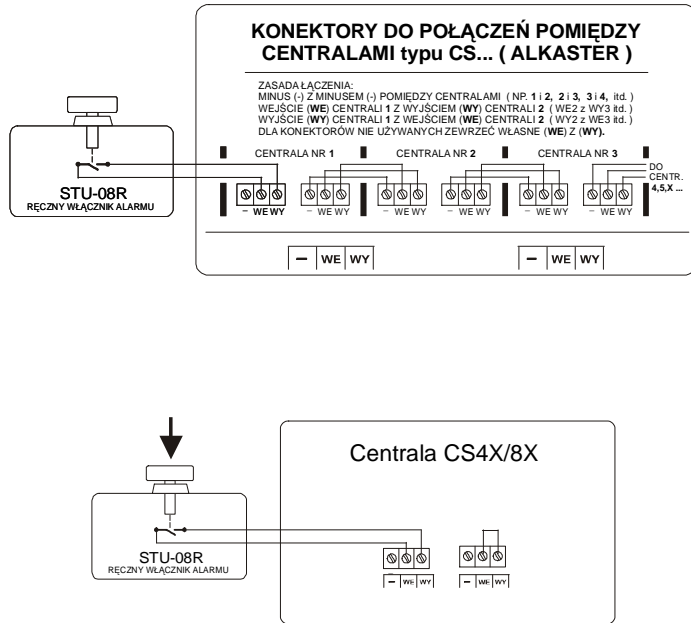 KONEKTORY DO POŁĄCZEŃ POMIĘDZY
CENTRALAMI typu CS... ( ALKASTER )
ZASADA ŁĄCZENIA:
MINUS (-) Z MINUSEM (-) POMIĘDZY CENTRALAMI ( NP. 1 i 2, 2 i 3, 3 i 4, itd. )
WEJŚCIE (WE) CENTRALI 1 Z WYJŚCIEM (WY) CENTRALI 2 ( WE2 z WY3 itd. )
WYJŚCIE (WY) CENTRALI 1 Z WEJŚCIEM (WE) CENTRALI 2 ( WY2 z WE3 itd. )
DLA KONEKTORÓW NIE UŻYWANYCH ZEWRZEĆ WŁASNE (WE) Z (WY).
CENTRALA NR 1 CENTRALA NR 2 CENTRALA NR 3
DO
CENTR.
4,5,X ...
STU-08R
RĘCZNY WŁĄCZNIK ALARMU
– WE WY – WE WY – WE WY – WE WY – WE WY – WE WY
– WE WY – WE WY
Centrala CS4X/8X
STU-08R
RĘCZNY WŁĄCZNIK ALARMU
– WE WY – WE WY